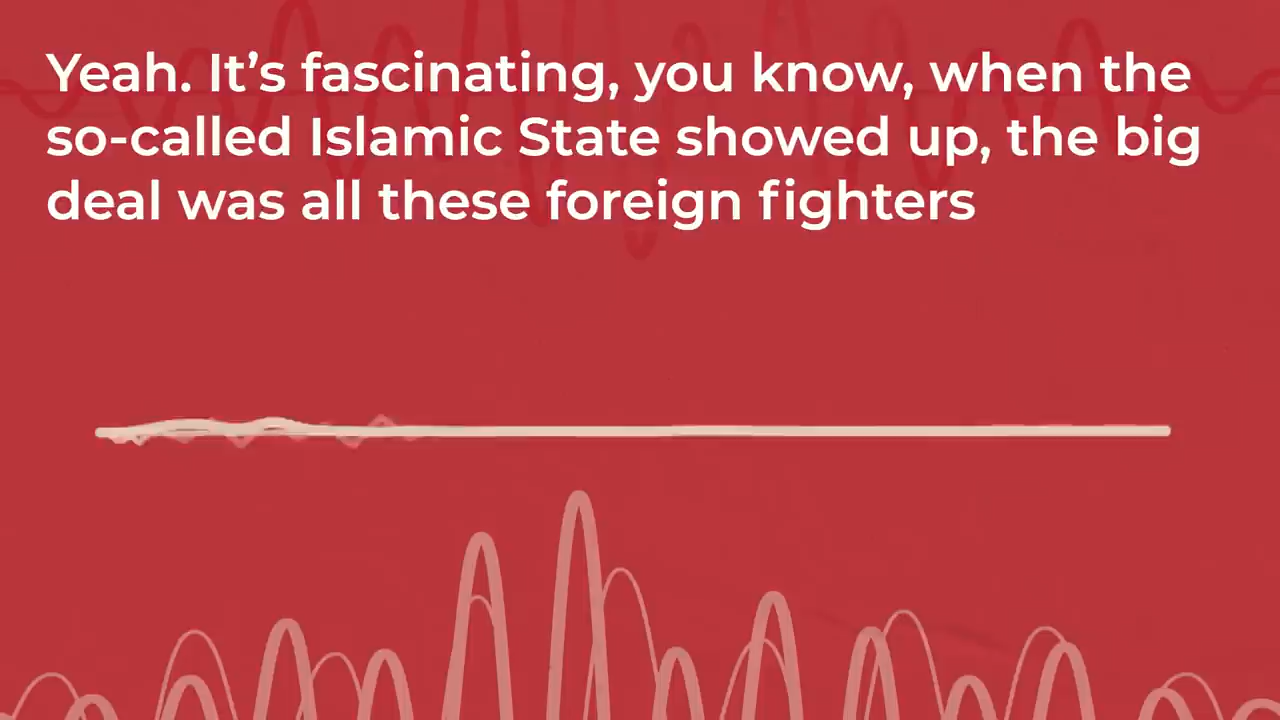 Yeah. It’s fascinating, you know, when the
so-called Islamic State showed up, the big
deal was all these foreign fighters